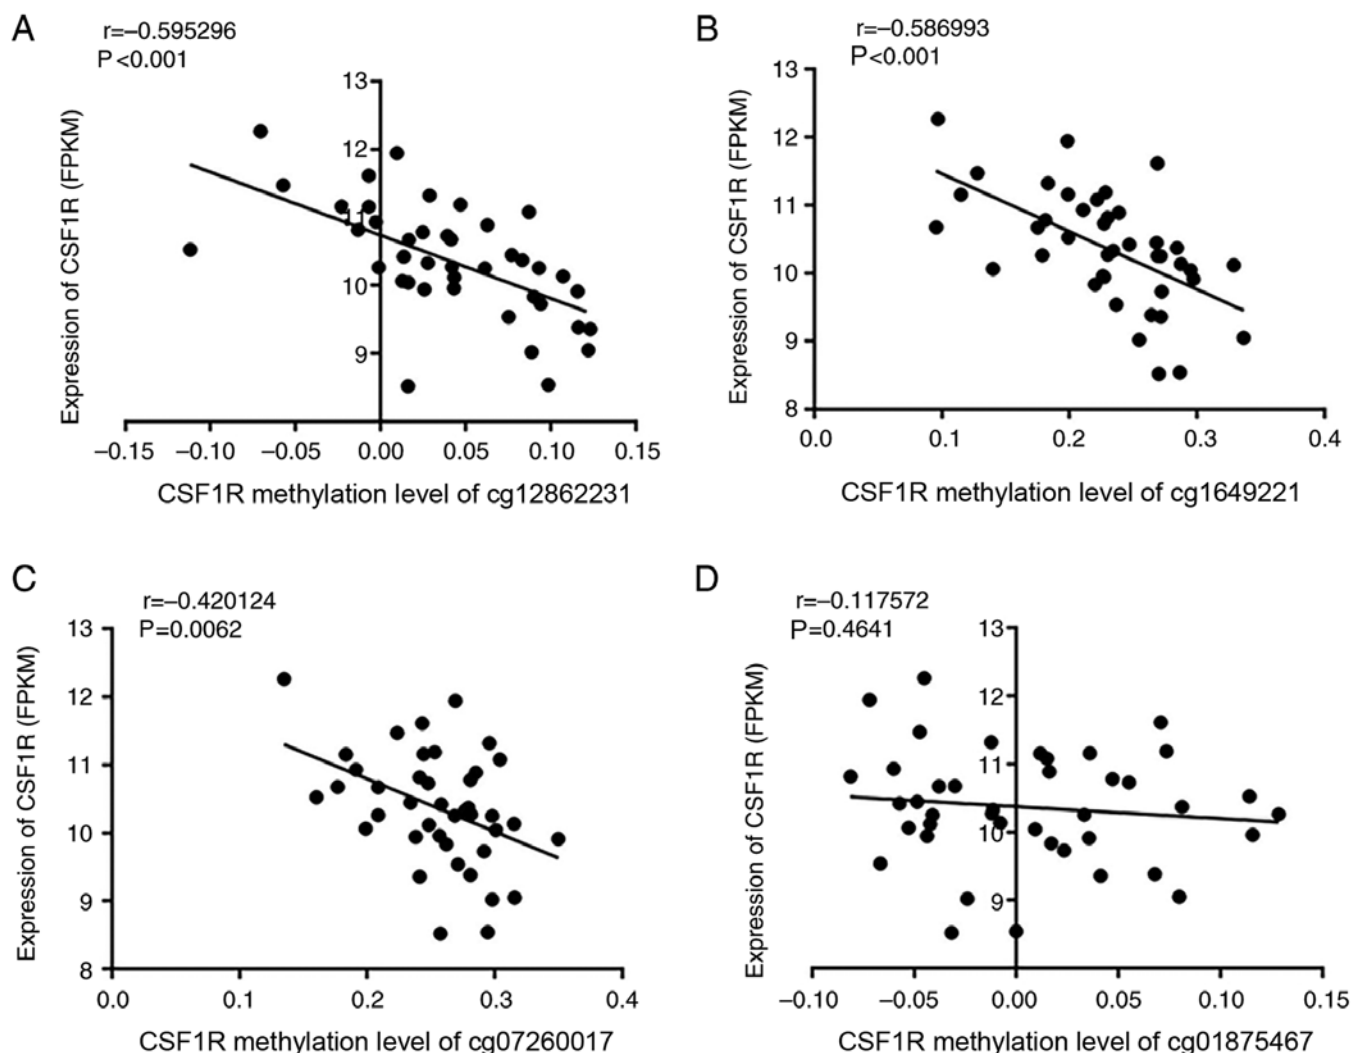 A
r=−0.595296
P<0.001
Expression of CSF1R (FPKM)
13
12
11
10
9
−0.15 −0.10 −0.05 0.00 0.05 0.10 0.15
CSF1R methylation level of cg12862231
B
r=−0.586993
P<0.001
Expression of CSF1R (FPKM)
13
12
11
10
9
8
0.0 0.1 0.2 0.3 0.4
CSF1R methylation level of cg1649221
C
r=−0.420124
P=0.0062
Expression of CSF1R (FPKM)
13
12
11
10
9
8
0.0 0.1 0.2 0.3 0.4
CSF1R methylation level of cg07260017
D
r=−0.117572
P=0.4641
Expression of CSF1R (FPKM)
13
12
11
10
9
−0.10 −0.05 0.00 0.05 0.10 0.15
CSF1R methylation level of cg01875467